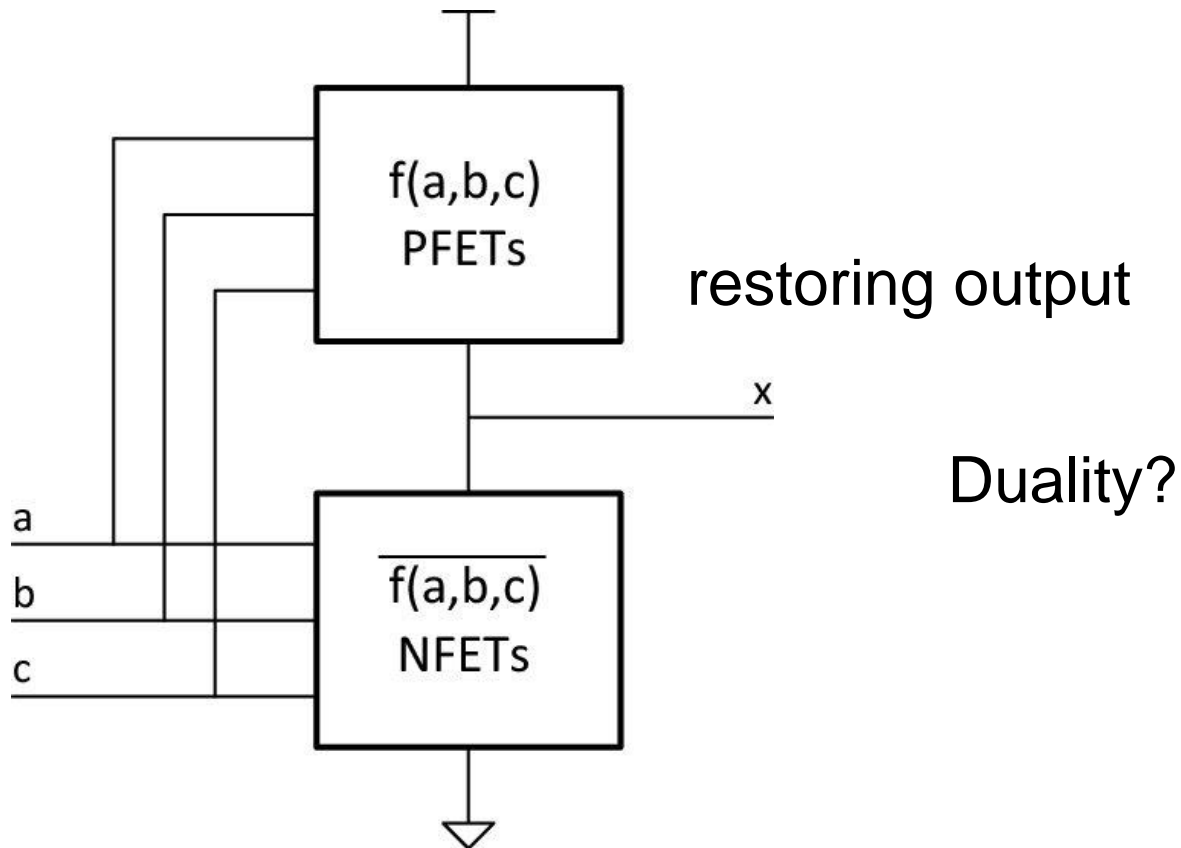 f(a,b,c)
PFETs
restoring output
x
Duality?
a
b
c
f(a,b,c)
NFETs